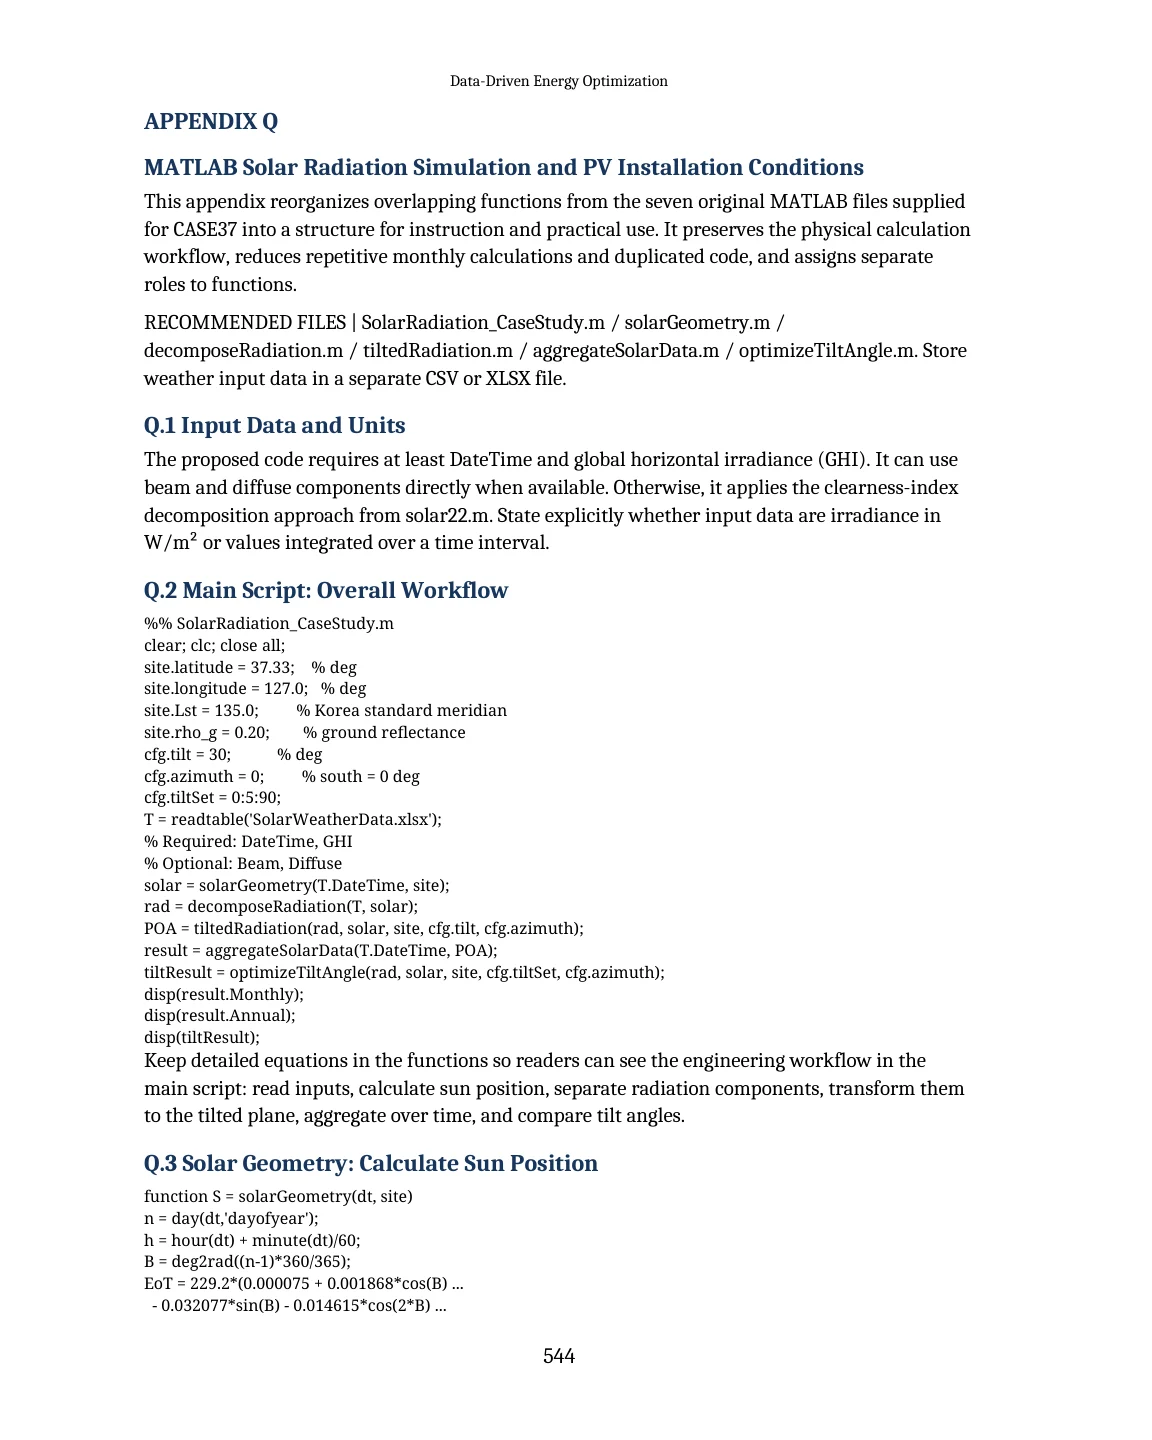 Data-Driven Energy Optimization
APPENDIX Q
MATLAB Solar Radiation Simulation and PV Installation Conditions
This appendix reorganizes overlapping functions from the seven original MATLAB files supplied
for CASE37 into a structure for instruction and practical use. It preserves the physical calculation
workflow, reduces repetitive monthly calculations and duplicated code, and assigns separate
roles to functions.
RECOMMENDED FILES | SolarRadiation_CaseStudy.m / solarGeometry.m /
decomposeRadiation.m / tiltedRadiation.m / aggregateSolarData.m / optimizeTiltAngle.m. Store
weather input data in a separate CSV or XLSX file.
Q.1 Input Data and Units
The proposed code requires at least DateTime and global horizontal irradiance (GHI). It can use
beam and diffuse components directly when available. Otherwise, it applies the clearness-index
decomposition approach from solar22.m. State explicitly whether input data are irradiance in
W/m² or values integrated over a time interval.
Q.2 Main Script: Overall Workflow
%% SolarRadiation_CaseStudy.m
clear; clc; close all;
site.latitude = 37.33;    % deg
site.longitude = 127.0;   % deg
site.Lst = 135.0;         % Korea standard meridian
site.rho_g = 0.20;        % ground reflectance
cfg.tilt = 30;           % deg
cfg.azimuth = 0;         % south = 0 deg
cfg.tiltSet = 0:5:90;
T = readtable('SolarWeatherData.xlsx');
% Required: DateTime, GHI
% Optional: Beam, Diffuse
solar = solarGeometry(T.DateTime, site);
rad = decomposeRadiation(T, solar);
POA = tiltedRadiation(rad, solar, site, cfg.tilt, cfg.azimuth);
result = aggregateSolarData(T.DateTime, POA);
tiltResult = optimizeTiltAngle(rad, solar, site, cfg.tiltSet, cfg.azimuth);
disp(result.Monthly);
disp(result.Annual);
disp(tiltResult);
Keep detailed equations in the functions so readers can see the engineering workflow in the
main script: read inputs, calculate sun position, separate radiation components, transform them
to the tilted plane, aggregate over time, and compare tilt angles.
Q.3 Solar Geometry: Calculate Sun Position
function S = solarGeometry(dt, site)
n = day(dt,'dayofyear');
h = hour(dt) + minute(dt)/60;
B = deg2rad((n-1)*360/365);
EoT = 229.2*(0.000075 + 0.001868*cos(B) ...
  - 0.032077*sin(B) - 0.014615*cos(2*B) ...
544